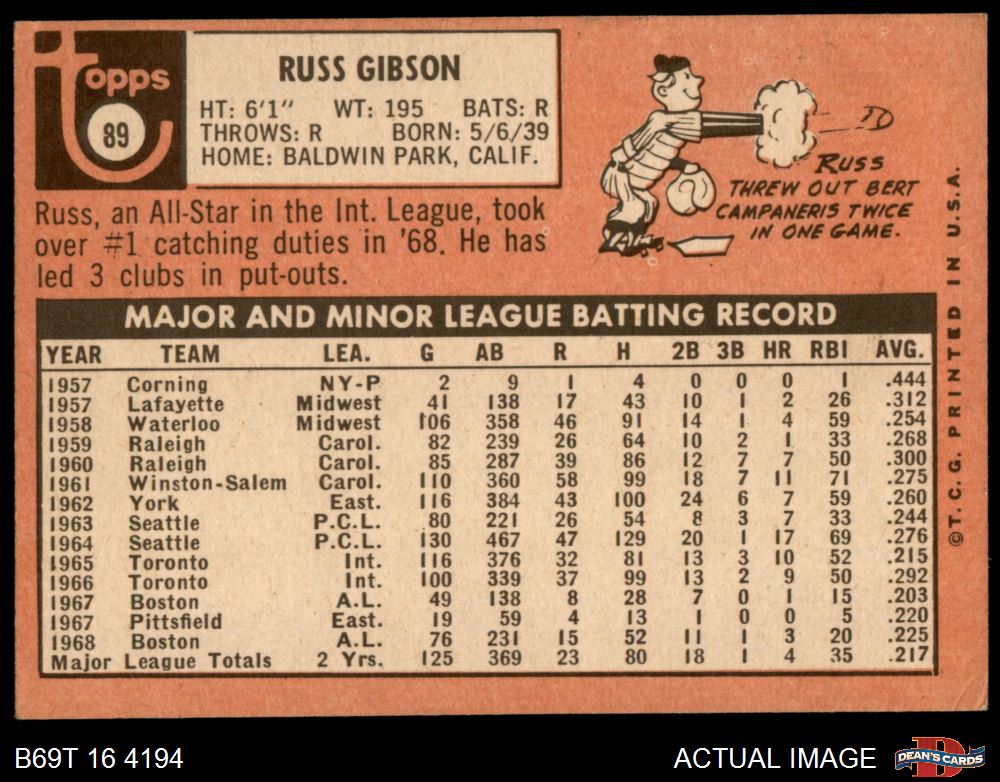 topps
89
RUSS GIBSON
HT: 6'1" WT: 195 BATS: R
THROWS: R BORN: 5/6/39
HOME: BALDWIN PARK, CALIF.
Russ, an All-Star in the Int. League, took
over #1 catching duties in '68. He has
led 3 clubs in put-outs.
RUSS
THREW OUT BERT
CAMPANERIS TWICE
IN ONE GAME.
MAJOR AND MINOR LEAGUE BATTING RECORD
YEAR TEAM LEA. G AB R H 2B 3B HR RBI AVG.
1957 Corning NY-P 2 9 1 4 0 0 0 1 .444
1957 Lafayette Midwest 41 138 17 43 10 1 2 26 .312
1958 Waterloo Midwest 106 358 46 91 14 1 4 59 .254
1959 Raleigh Carol. 82 239 26 64 10 2 1 33 .268
1960 Raleigh Carol. 85 287 39 86 12 7 7 50 .300
1961 Winston-Salem Carol. 110 360 58 99 18 7 11 71 .275
1962 York East. 116 384 43 100 24 6 7 59 .260
1963 Seattle P.C.L. 80 221 26 54 8 3 7 33 .244
1964 Seattle P.C.L. 130 467 47 129 20 1 17 69 .276
1965 Toronto Int. 116 376 32 81 13 3 10 52 .215
1966 Toronto Int. 100 339 37 99 13 2 9 50 .292
1967 Boston A.L. 49 138 8 28 7 0 1 15 .203
1967 Pittsfield East. 19 59 4 13 1 0 0 5 .220
1968 Boston A.L. 76 231 15 52 11 1 3 20 .225
Major League Totals 2 Yrs. 125 369 23 80 18 1 4 35 .217
©T.C.G. PRINTED IN U.S.A.
B69T 16 4194
ACTUAL IMAGE
DEAN'S CARDS